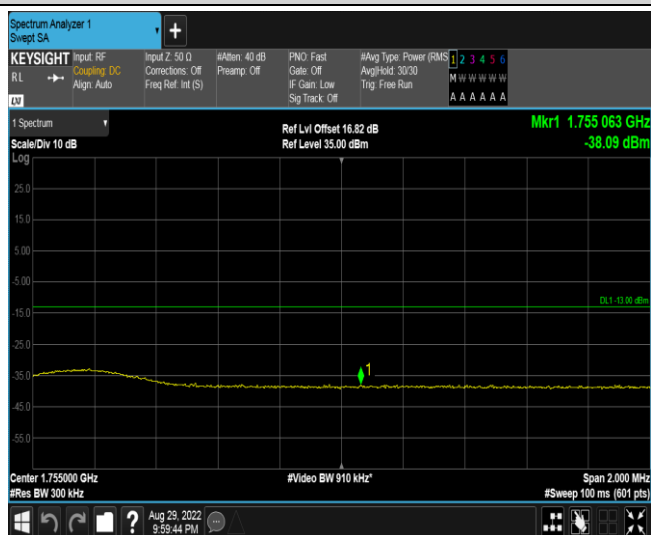 Spectrum Analyzer 1
Swept SA
+
KEYSIGHT
RL
Input: RF
Coupling: DC
Align: Auto
Input Z: 50 Ω
Corrections: Off
Freq Ref: Int (S)
#Atten: 40 dB
Preamp: Off
PNO: Fast
Gate: Off
IF Gain: Low
Sig Track: Off
#Avg Type: Power (RMS
Avg|Hold: 30/30
Trig: Free Run
1 2 3 4 5 6
M W W W W W
A A A A A A
1 Spectrum
Scale/Div 10 dB
Log
Ref Lvl Offset 16.82 dB
Ref Level 35.00 dBm
Mkr1 1.755 063 GHz
-38.09 dBm
25.0
15.0
5.00
-5.00
DL1 -13.00 dBm
-15.0
-25.0
-35.0
1
-45.0
-55.0
Center 1.755000 GHz
#Res BW 300 kHz
#Video BW 910 kHz*
Span 2.000 MHz
#Sweep 100 ms (601 pts)
?
Aug 29, 2022
9:59:44 PM